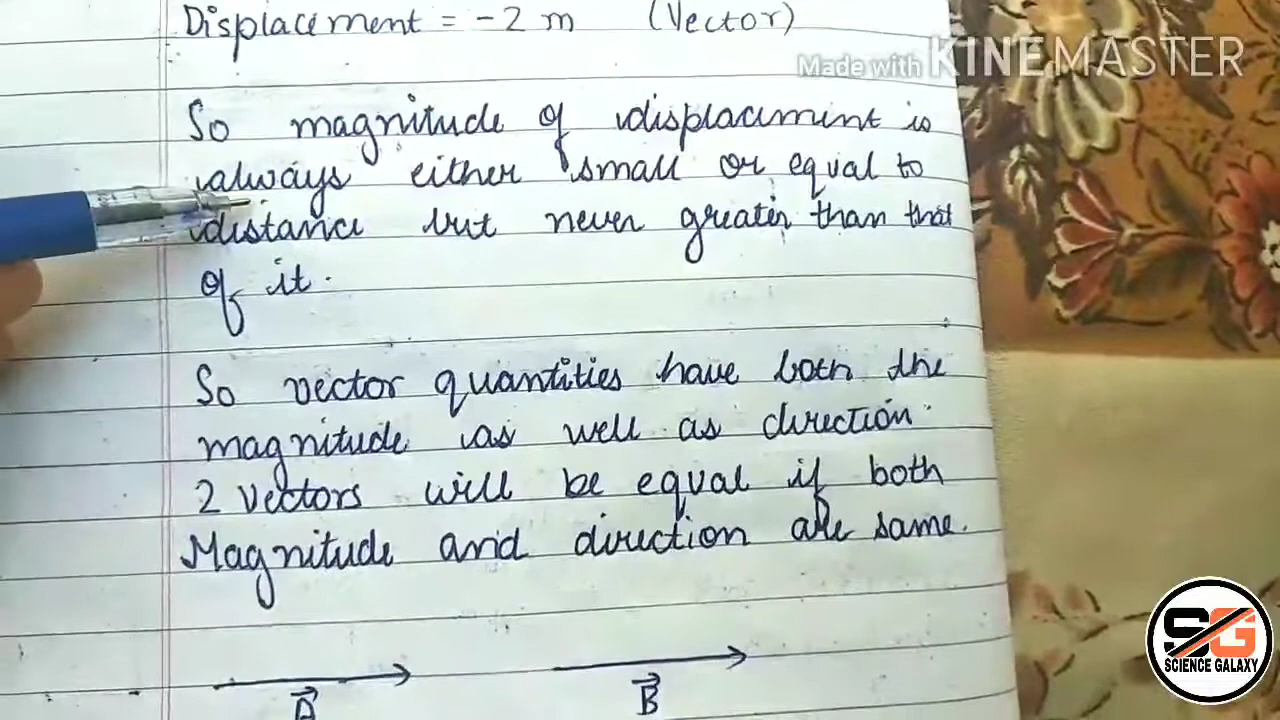 Displacement = -2 m (Vector)
Made with KINEMASTER
So magnitude of displacement is
always either small or equal to
distance but never greater than that
of it.
So vector quantities have both the
magnitude as well as direction.
2 vectors will be equal if both
Magnitude and direction are same.
A⃗ B⃗
SG
SCIENCE GALAXY